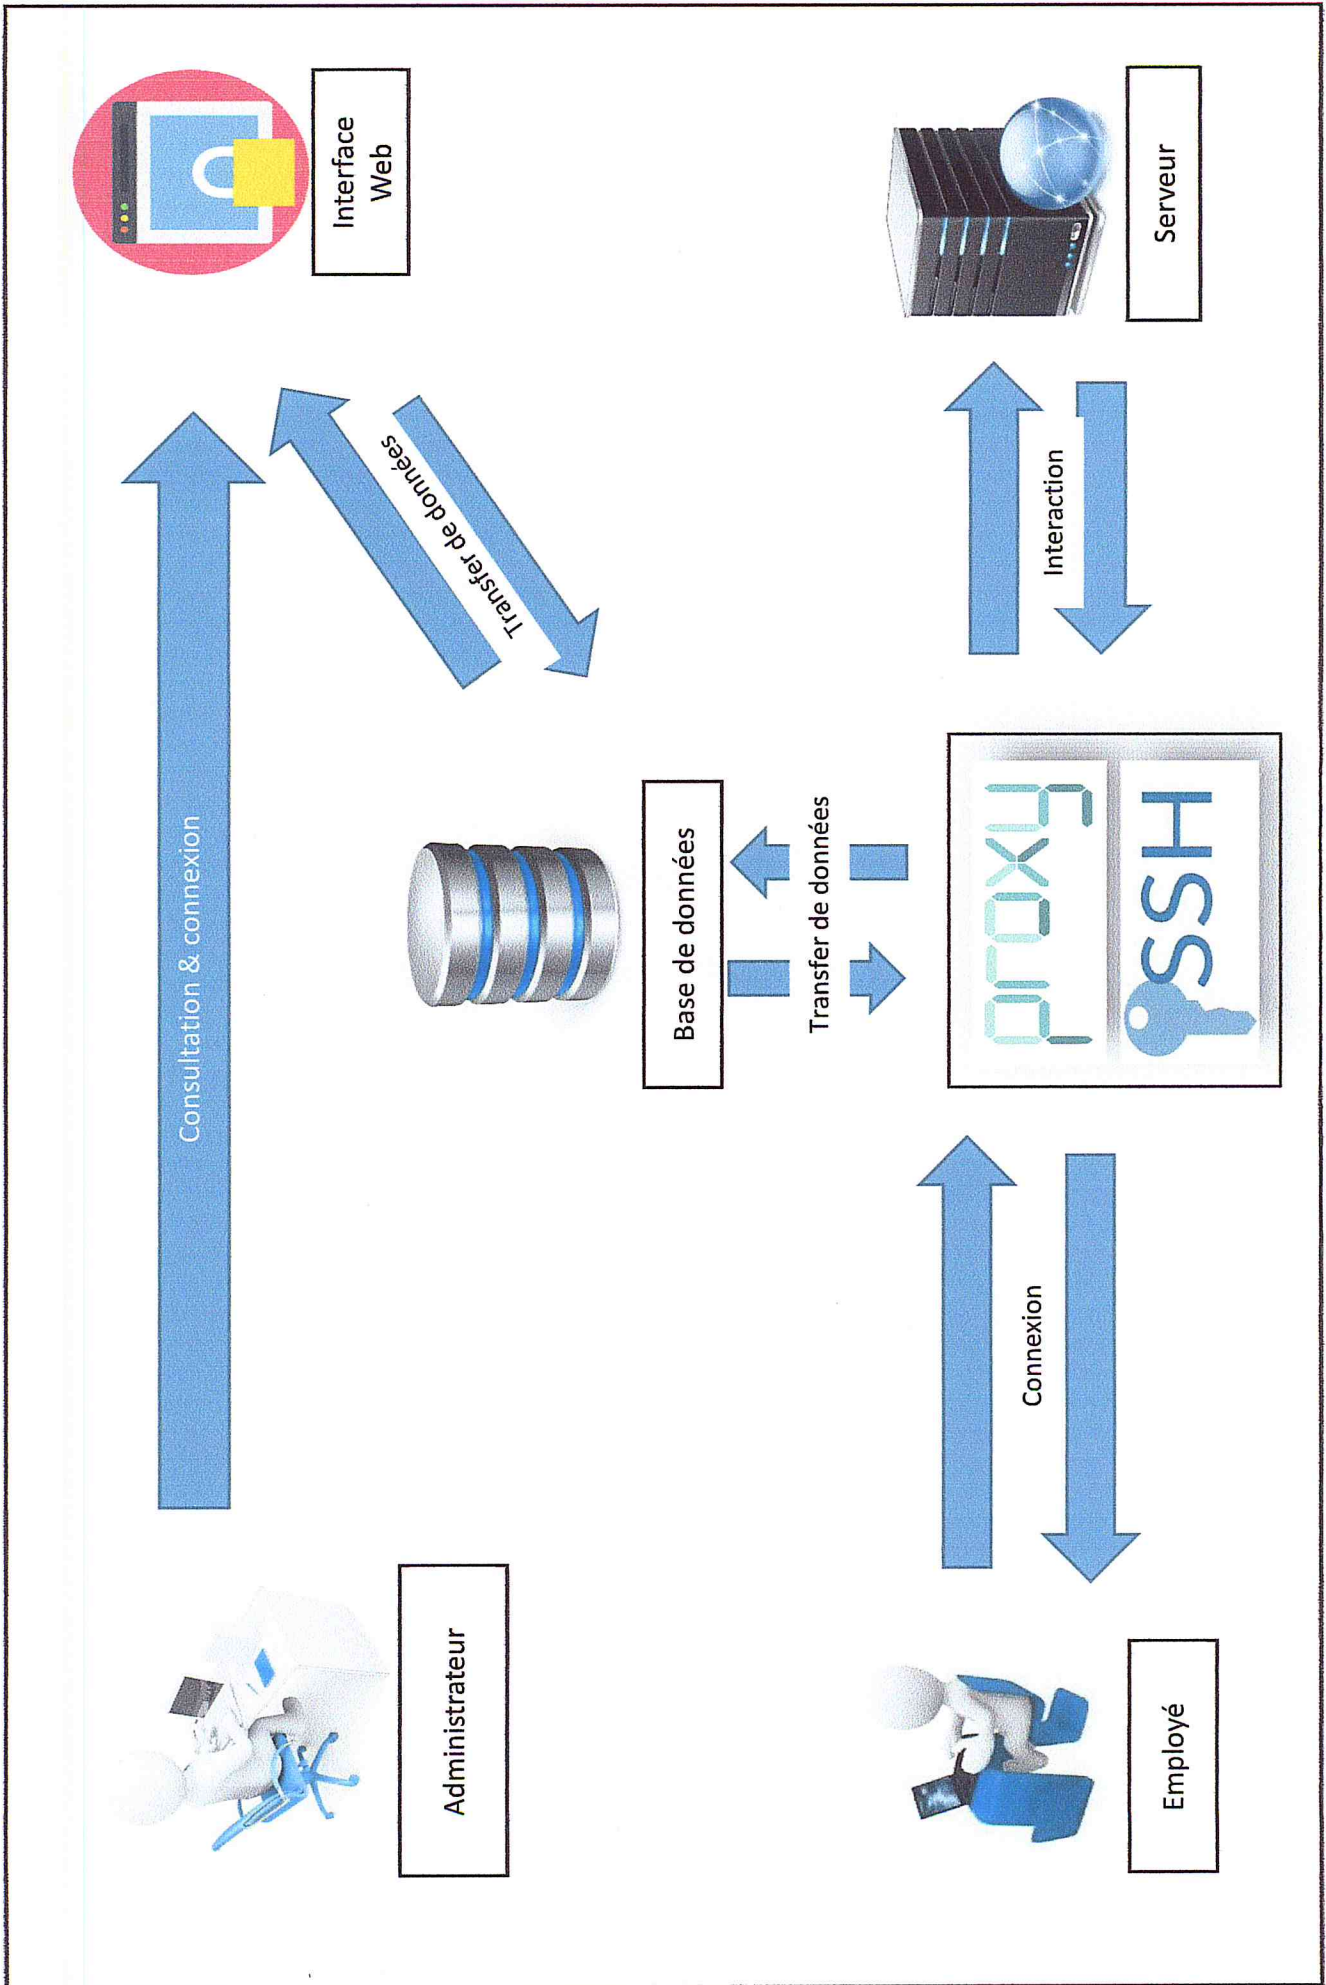 Administrateur
Consultation & connexion
Interface
Web
Transfer de données
Base de données
Transfer de données
Employé
Connexion
proxy
SSH
Interaction
Serveur